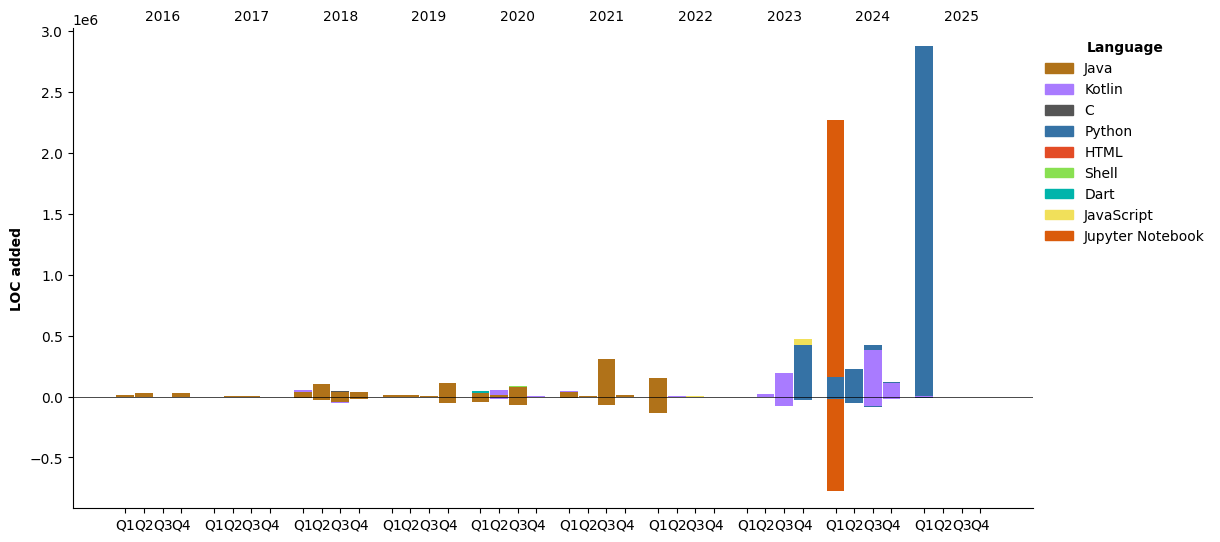 2016 2017 2018 2019 2020 2021 2022 2023 2024 2025
1e6
3.0
2.5
2.0
1.5
1.0
0.5
0.0
−0.5
LOC added
Q1Q2Q3Q4 Q1Q2Q3Q4 Q1Q2Q3Q4 Q1Q2Q3Q4 Q1Q2Q3Q4 Q1Q2Q3Q4 Q1Q2Q3Q4 Q1Q2Q3Q4 Q1Q2Q3Q4 Q1Q2Q3Q4
Language
Java
Kotlin
C
Python
HTML
Shell
Dart
JavaScript
Jupyter Notebook